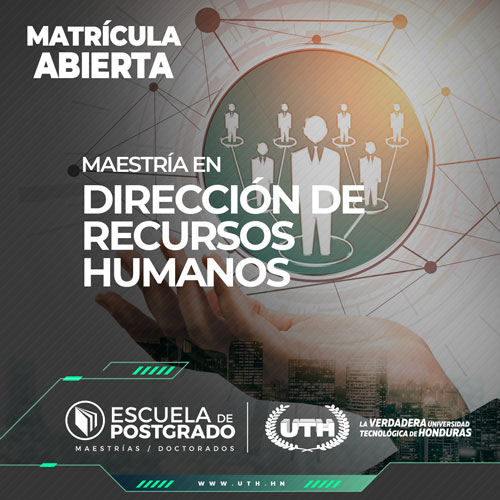 MATRÍCULA
ABIERTA
MAESTRÍA EN
DIRECCIÓN DE
RECURSOS
HUMANOS
ESCUELA DE
POSTGRADO
MAESTRÍAS / DOCTORADOS
UTH
LA VERDADERA UNIVERSIDAD
TECNOLÓGICA DE HONDURAS
WWW.UTH.HN